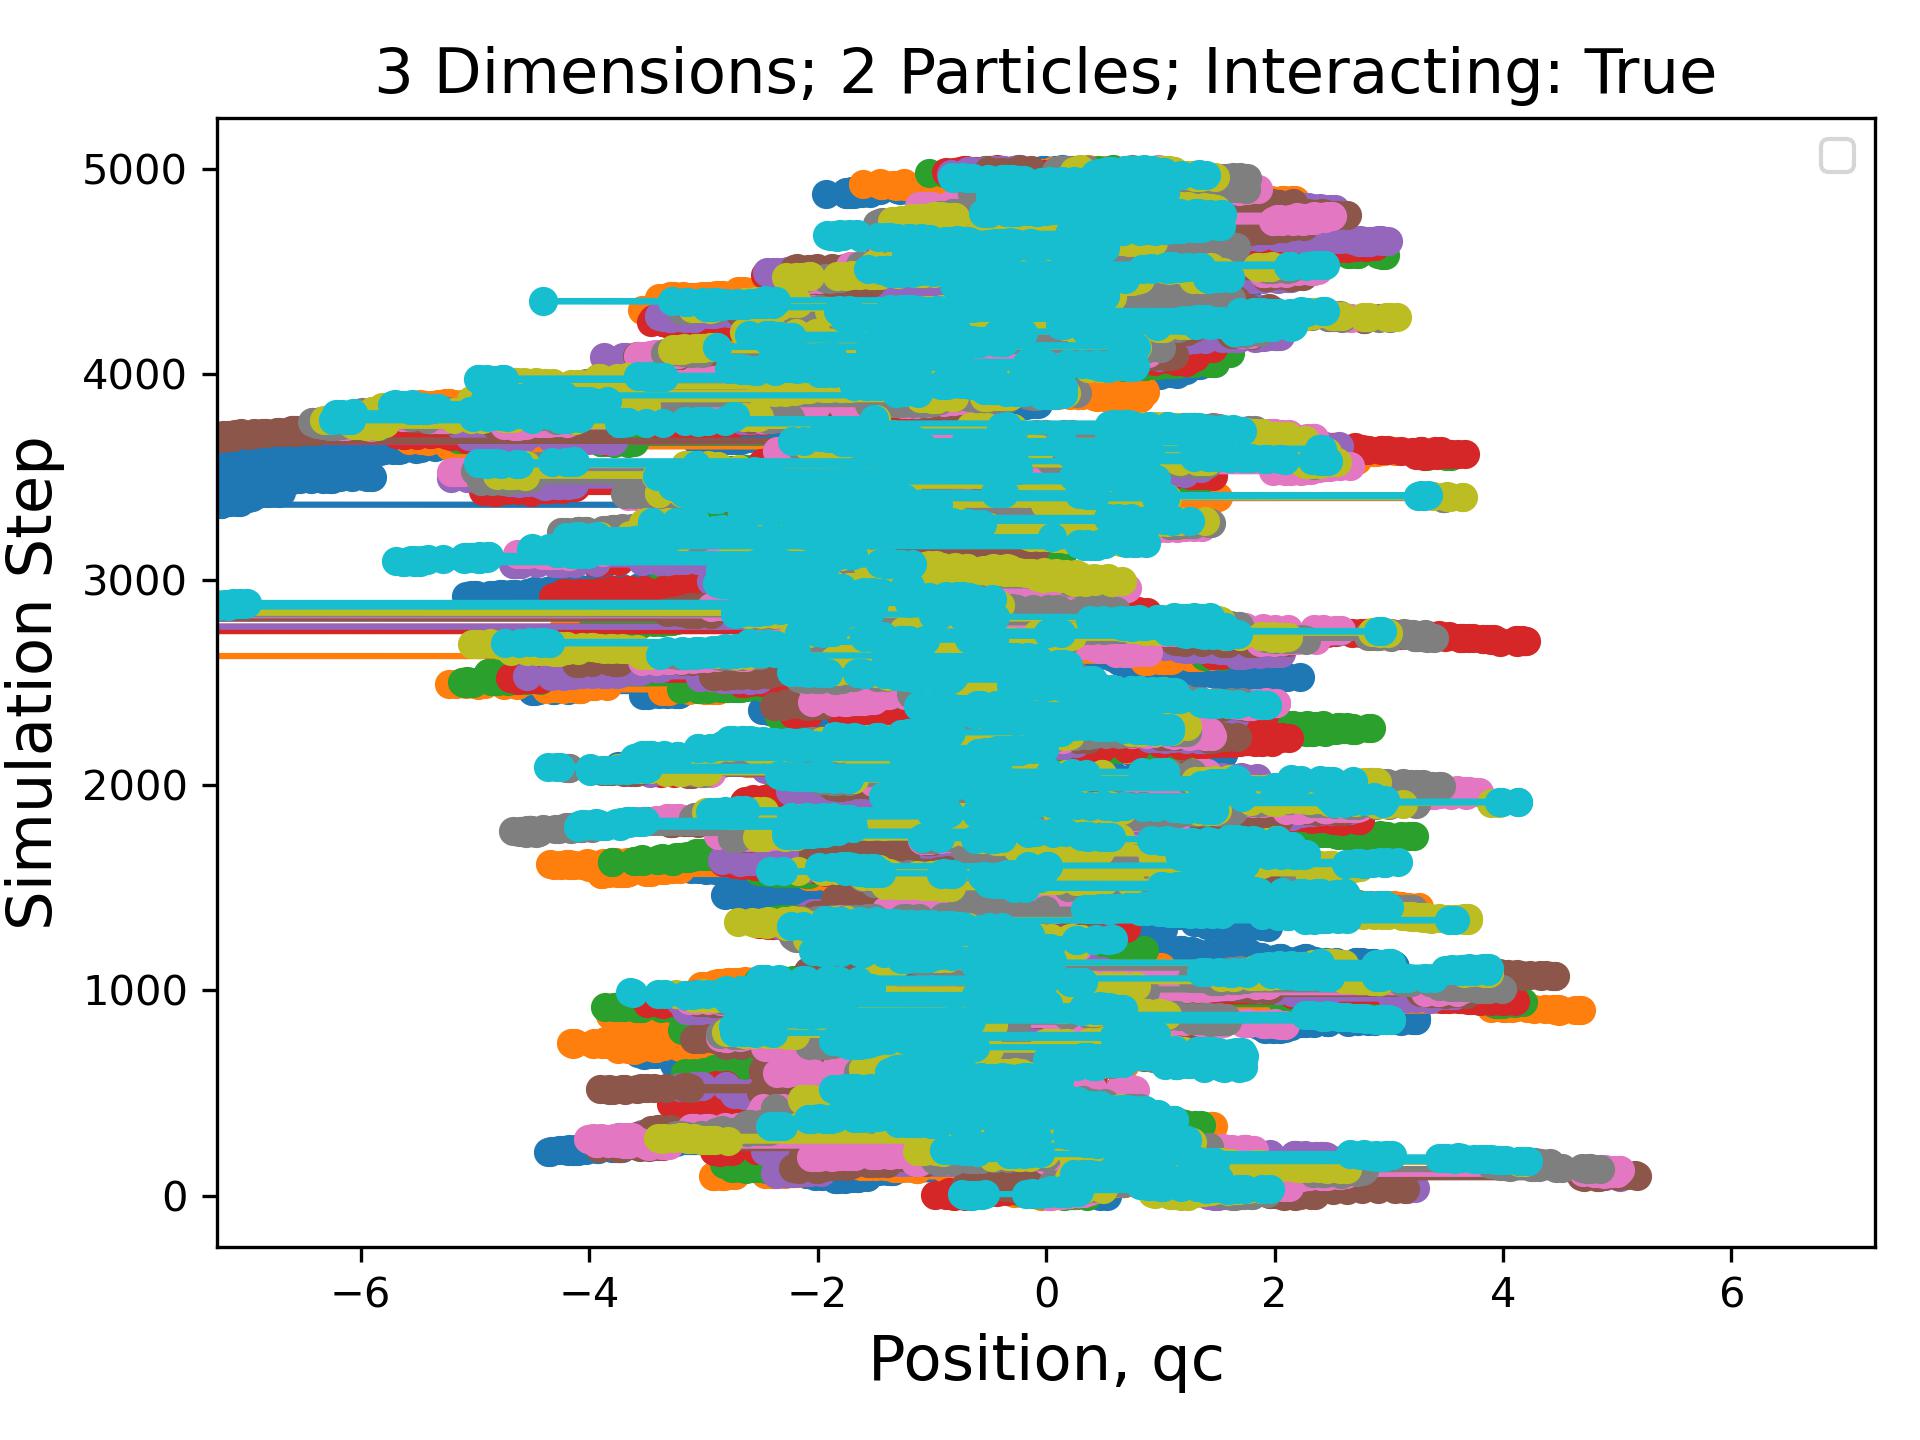 3 Dimensions; 2 Particles; Interacting: True
Simulation Step
5000
4000
3000
2000
1000
0
−6 −4 −2 0 2 4 6
Position, qc